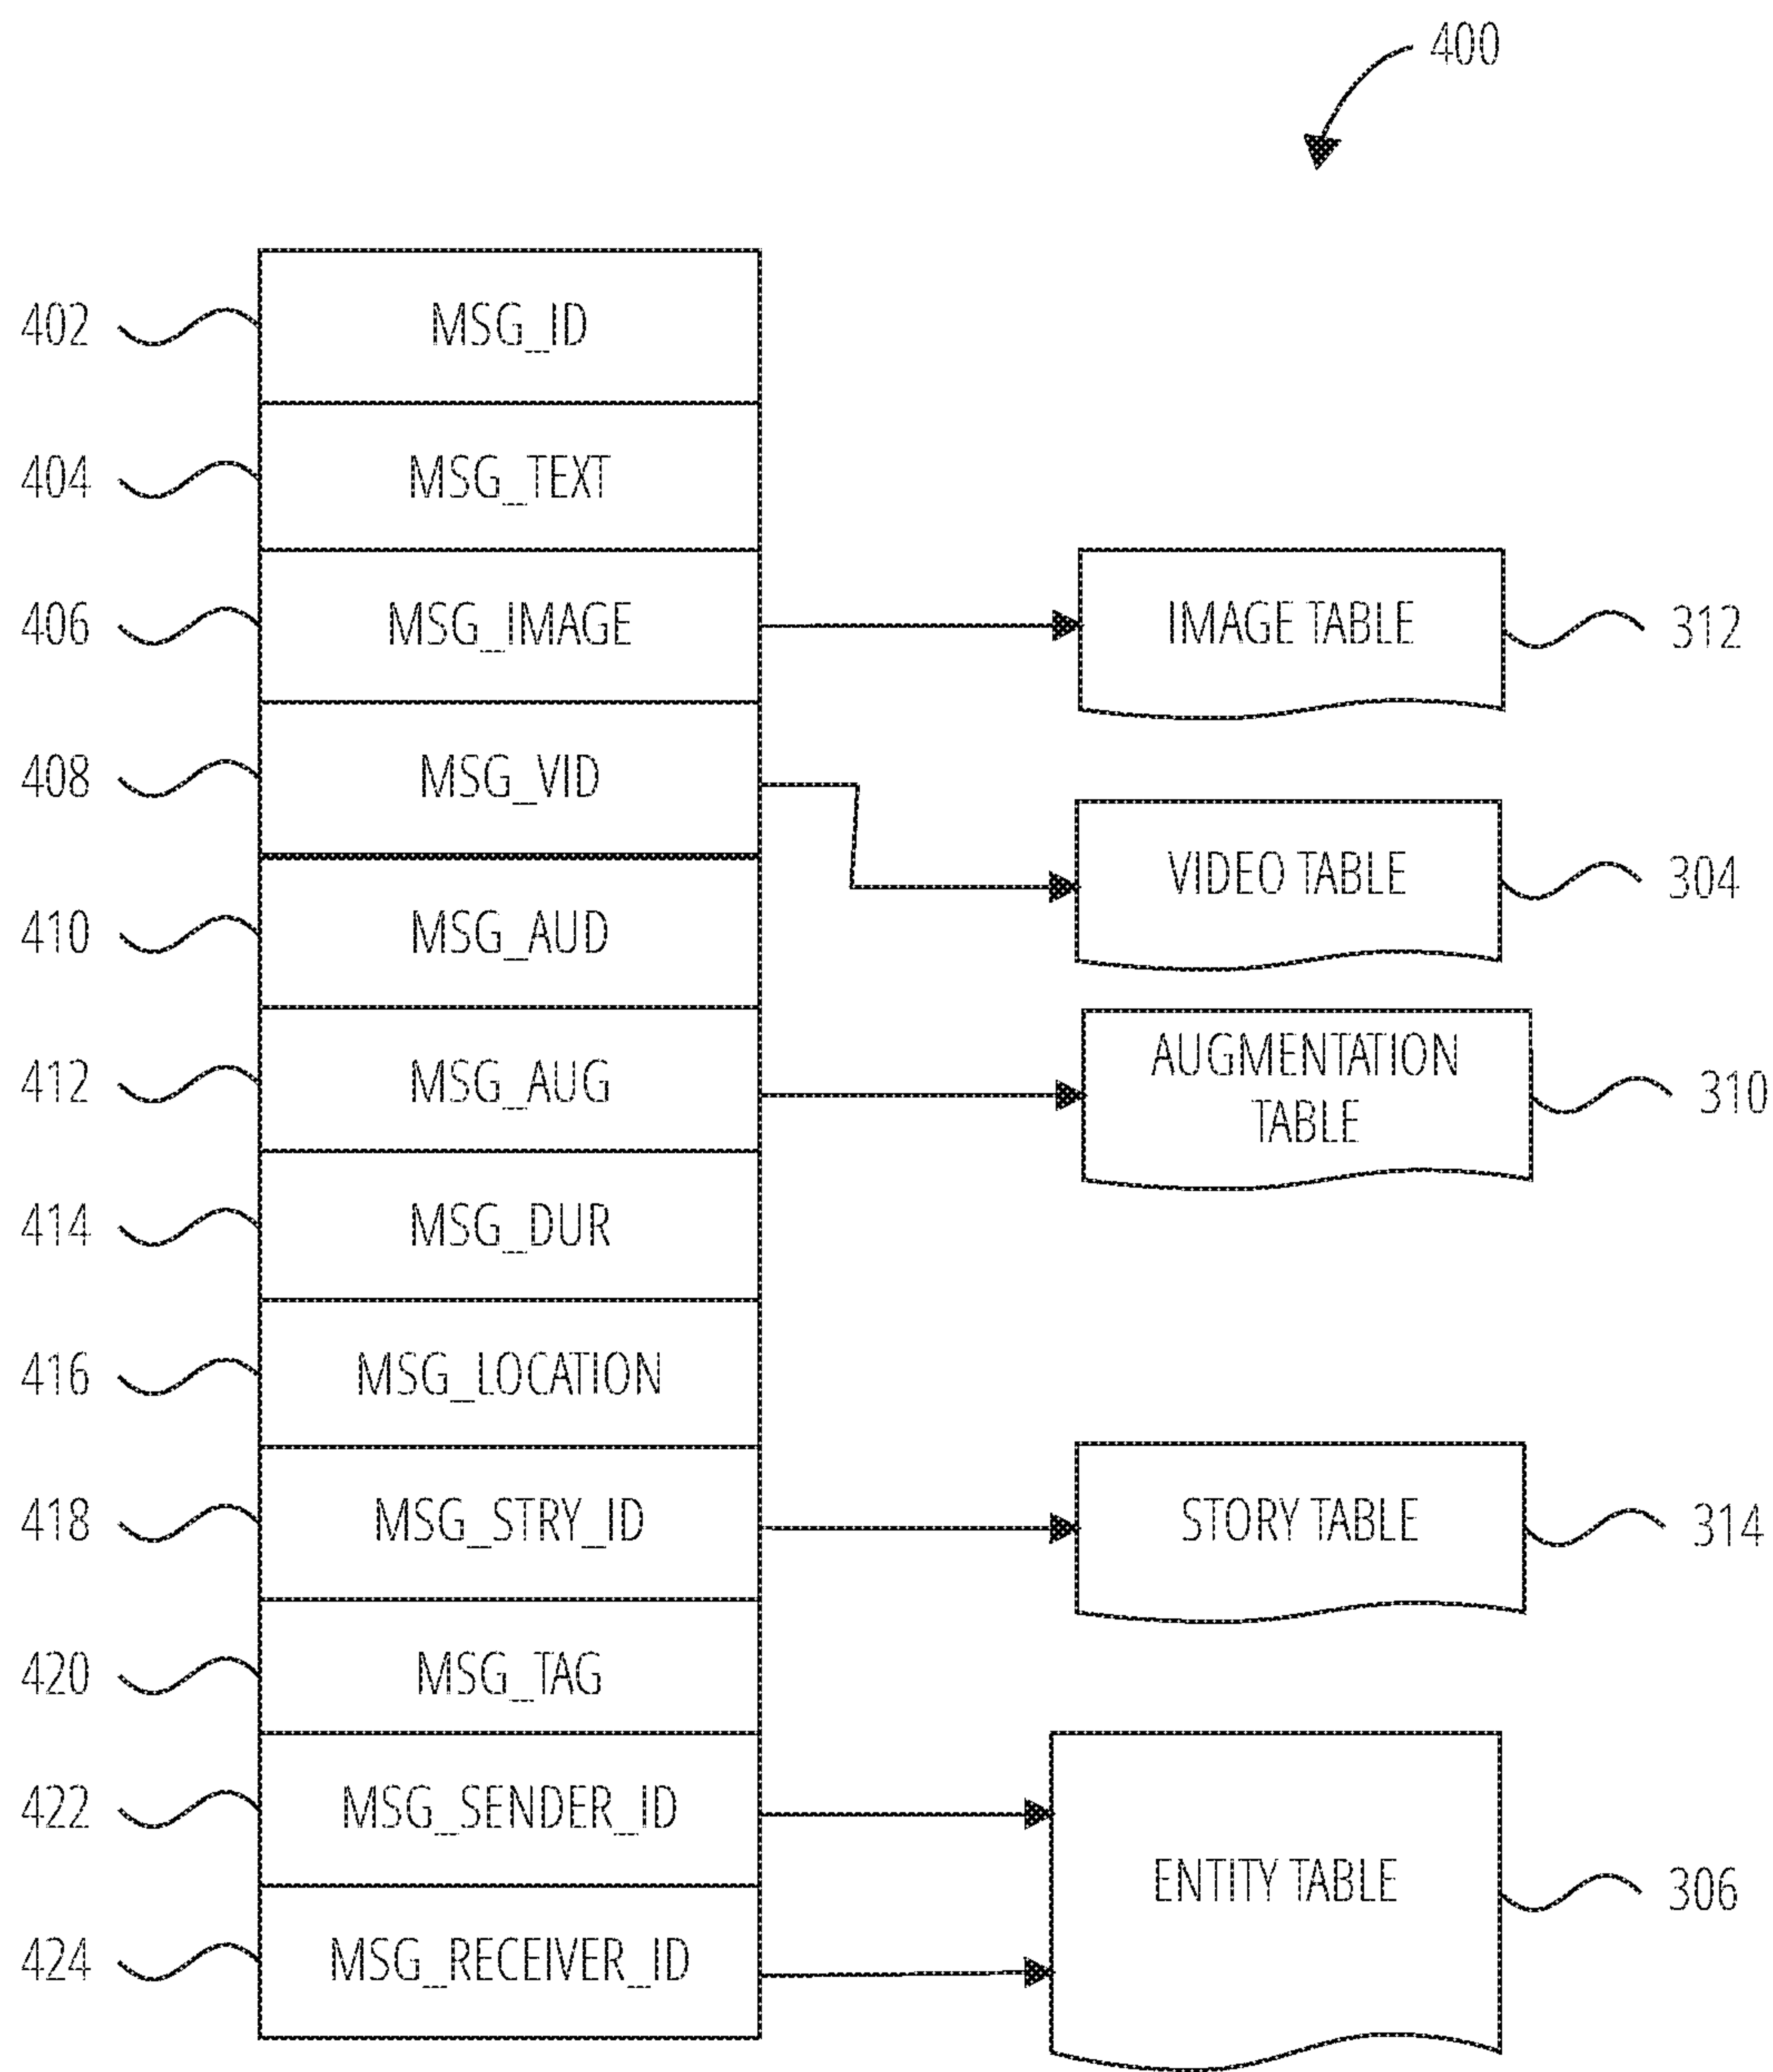 400
402 MSG_ID
404 MSG_TEXT
406 MSG_IMAGE IMAGE TABLE 312
408 MSG_VID
VIDEO TABLE 304
410 MSG_AUD
412 MSG_AUG AUGMENTATION
TABLE 310
414 MSG_DUR
416 MSG_LOCATION
418 MSG_STRY_ID STORY TABLE 314
420 MSG_TAG
422 MSG_SENDER_ID
ENTITY TABLE 306
424 MSG_RECEIVER_ID